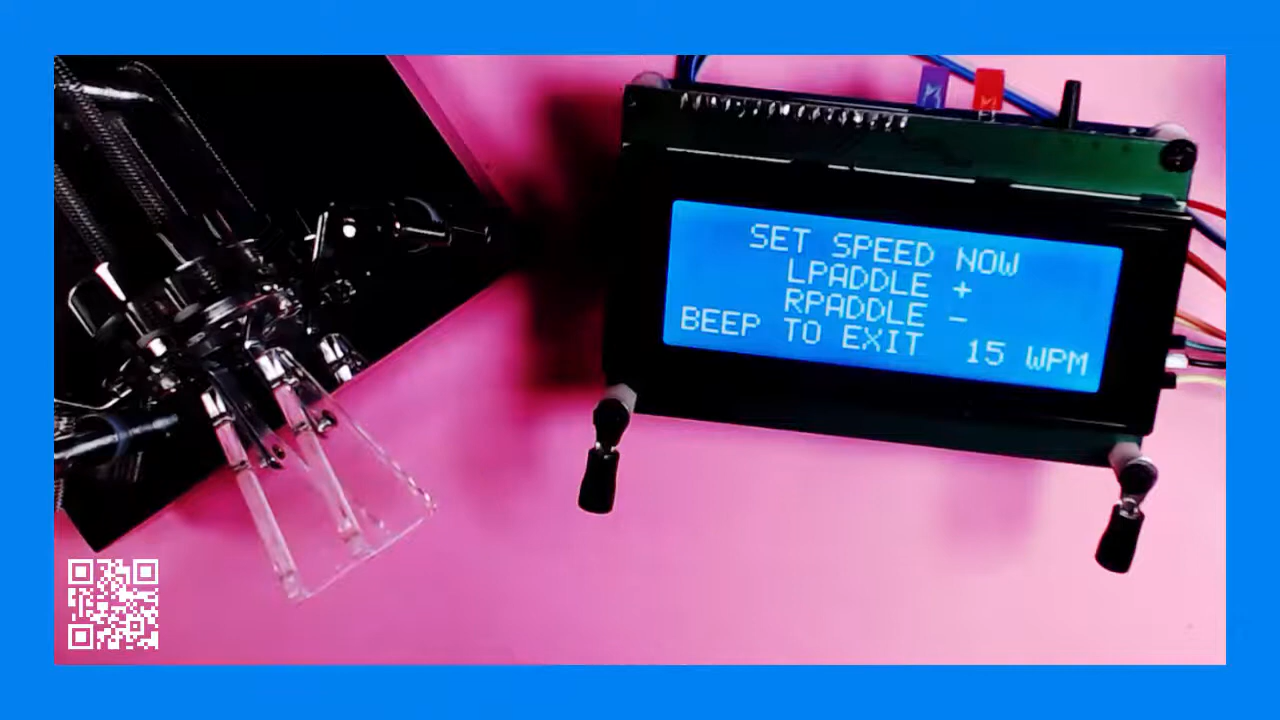 SET SPEED NOW
LPADDLE +
RPADDLE -
BEEP TO EXIT 15 WPM